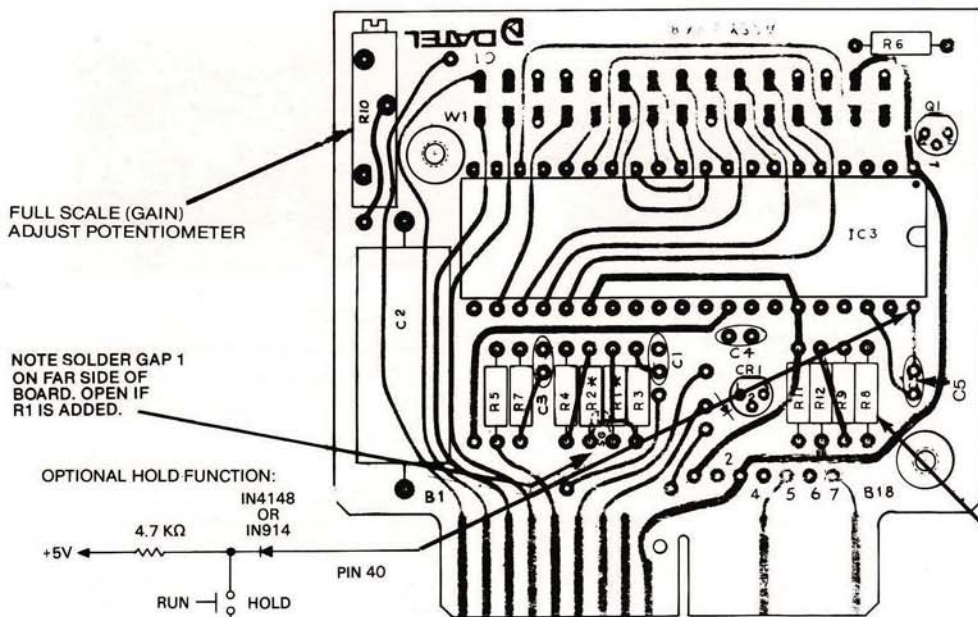 DATEL
C1
R6
R10
W1
Q1
FULL SCALE (GAIN)
ADJUST POTENTIOMETER
IC3
C2
NOTE SOLDER GAP 1
ON FAR SIDE OF
BOARD. OPEN IF
R1 IS ADDED.
C1
C4
CR1
C5
R5
R7
C3
R4
R2*
R1*
R3
R11
R12
R9
R8
2
OPTIONAL HOLD FUNCTION:
B1
4
5
6
7
B18
IN4148
OR
IN914
4.7 KΩ
+5V
PIN 40
RUN
HOLD